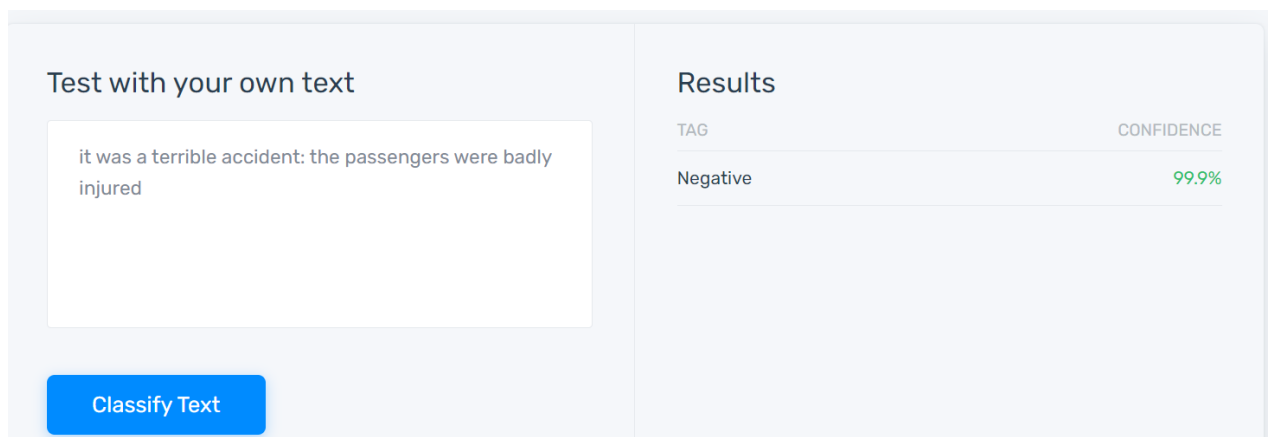 Test with your own text
it was a terrible accident: the passengers were badly
injured
Classify Text
Results
TAG CONFIDENCE
Negative 99.9%